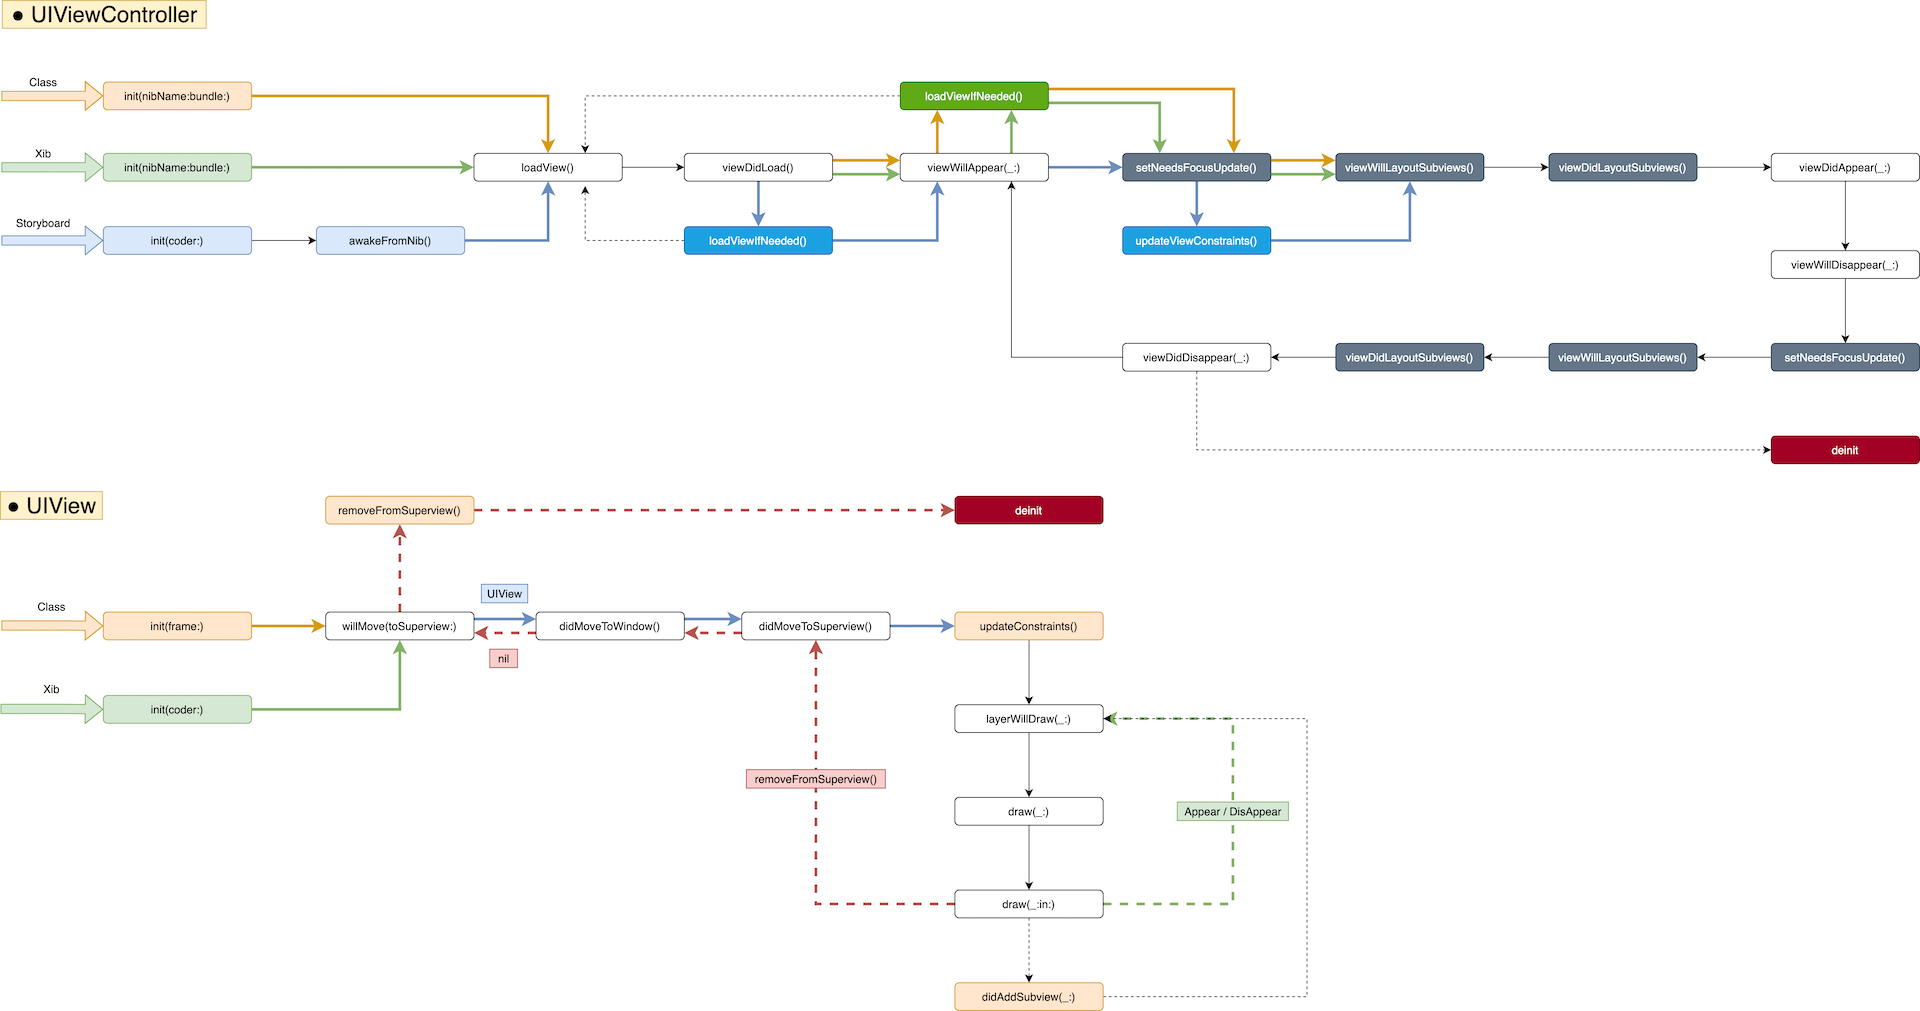 ● UIViewController
Class
init(nibName:bundle:)
loadViewIfNeeded()
Xib
init(nibName:bundle:)
loadView()
viewDidLoad()
viewWillAppear(_:)
setNeedsFocusUpdate()
viewWillLayoutSubviews()
viewDidLayoutSubviews()
viewDidAppear(_:)
Storyboard
init(coder:)
awakeFromNib()
loadViewIfNeeded()
updateViewConstraints()
viewWillDisappear(_:)
viewDidDisappear(_:)
viewDidLayoutSubviews()
viewWillLayoutSubviews()
setNeedsFocusUpdate()
deinit
● UIView
removeFromSuperview()
deinit
Class
init(frame:)
willMove(toSuperview:)
UIView
nil
didMoveToWindow()
didMoveToSuperview()
updateConstraints()
Xib
init(coder:)
layerWillDraw(_:)
removeFromSuperview()
draw(_:)
Appear / DisAppear
draw(_:in:)
didAddSubview(_:)